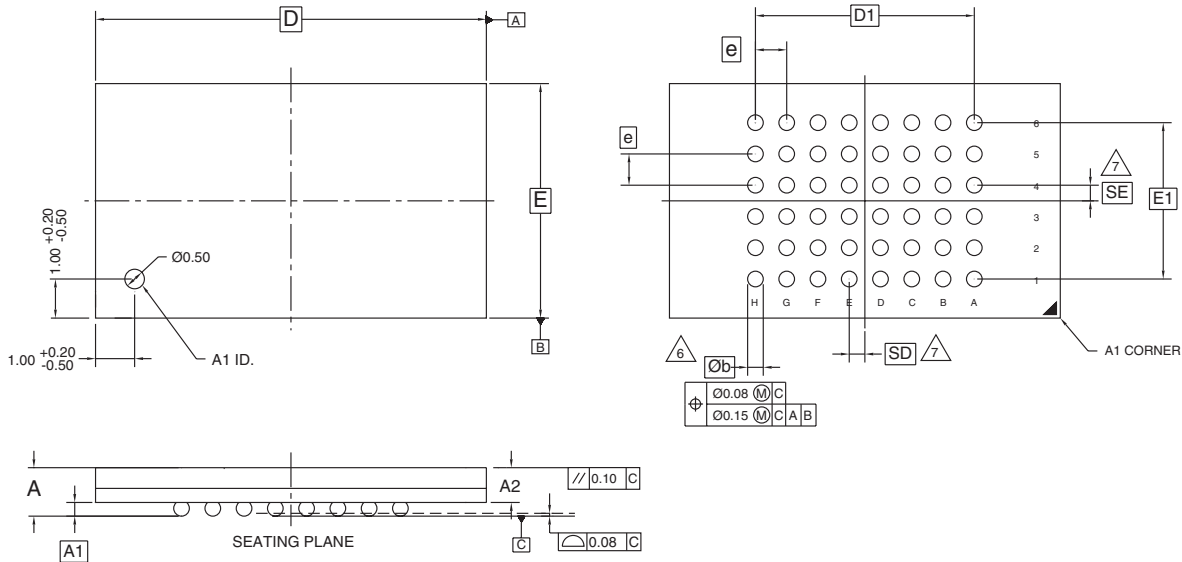 D
A
D1
e
E
e
6
5
4
3
2
1
7
SE
E1
1.00 +0.20
-0.50
Ø0.50
H G F E D C B A
B
A1 ID.
1.00 +0.20
-0.50
6
Øb
SD
7
A1 CORNER
Ø0.08 Ⓜ C
Ø0.15 Ⓜ C A B
A
A2
// 0.10 C
A1
SEATING PLANE
C
0.08 C